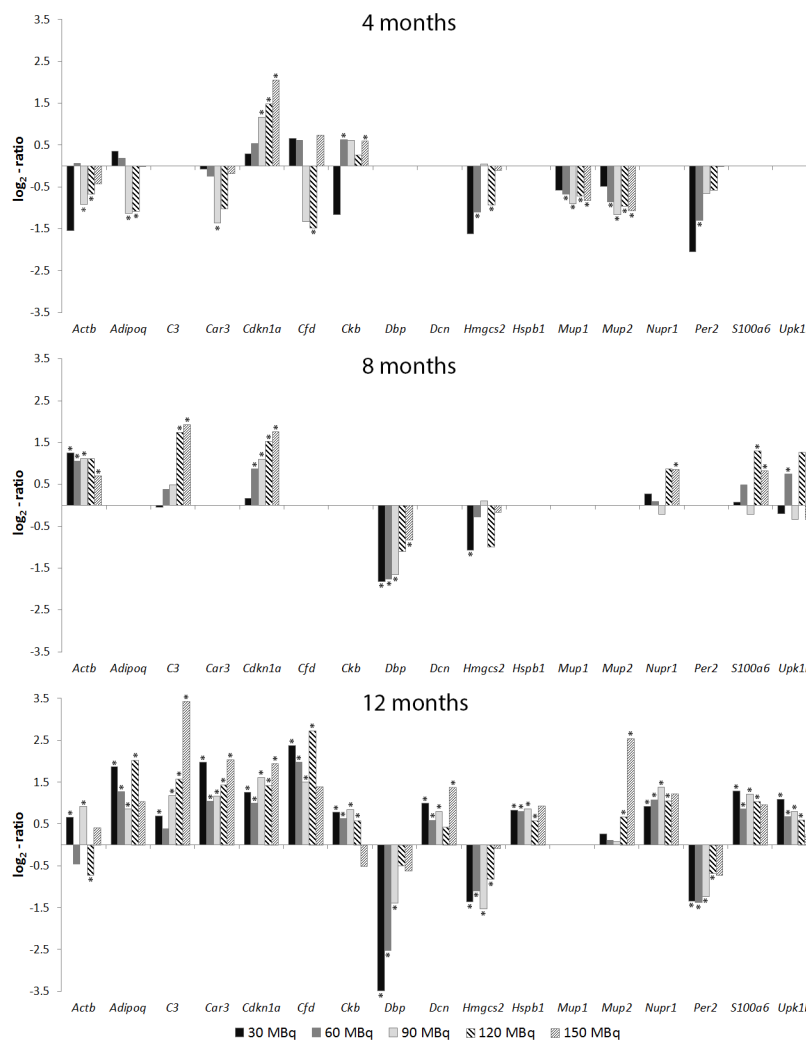 4 months
3.5
2.5
1.5
0.5
-0.5
-1.5
-2.5
-3.5
log2 - ratio
Actb Adipoq C3 Car3 Cdkn1a Cfd Ckb Dbp Dcn Hmgcs2 Hspb1 Mup1 Mup2 Nupr1 Per2 S100a6
8 months
3.5
2.5
1.5
0.5
-0.5
-1.5
-2.5
-3.5
log2 - ratio
Actb Adipoq C3 Car3 Cdkn1a Cfd Ckb Dbp Dcn Hmgcs2 Hspb1 Mup1 Mup2 Nupr1 Per2 S100a6
12 months
3.5
2.5
1.5
0.5
-0.5
-1.5
-2.5
-3.5
log2 - ratio
Actb Adipoq C3 Car3 Cdkn1a Cfd Ckb Dbp Dcn Hmgcs2 Hspb1 Mup1 Mup2 Nupr1 Per2 S100a6
30 MBq 60 MBq 90 MBq 120 MBq 150 MBq